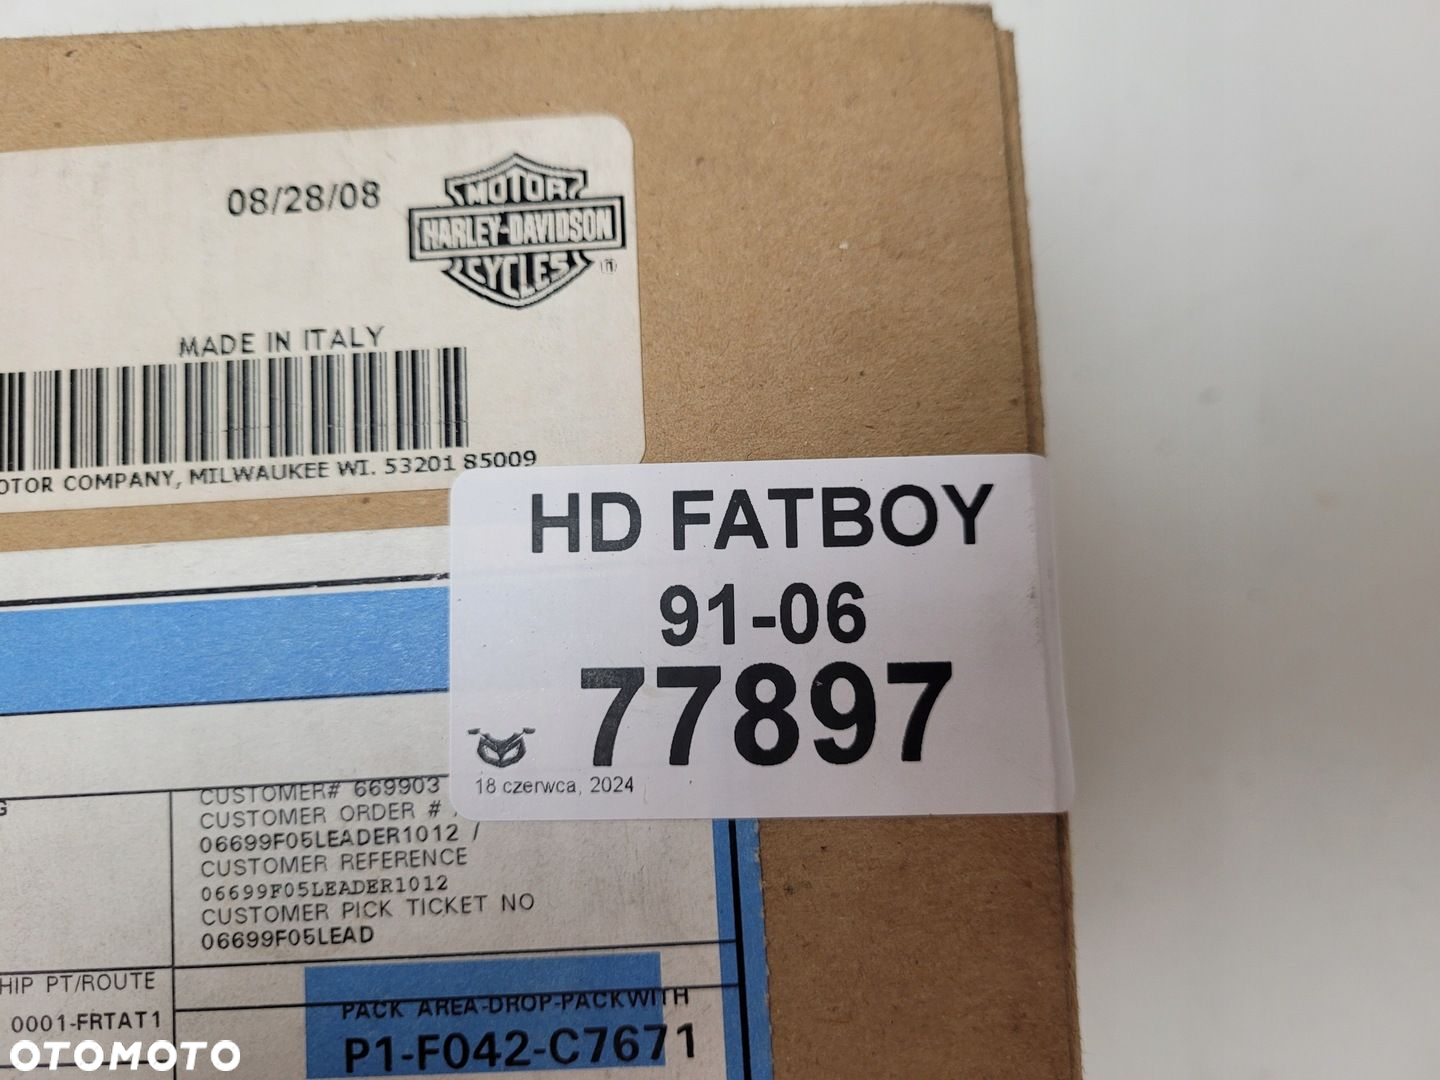 08/28/08
MOTOR
HARLEY-DAVIDSON
CYCLES
®
MADE IN ITALY
OTOR COMPANY, MILWAUKEE WI. 53201 85009
HD FATBOY
91-06
77897
18 czerwca, 2024
G
CUSTOMER# 669903
CUSTOMER ORDER # /
06699F05LEADER1012 /
CUSTOMER REFERENCE
06699F05LEADER1012
CUSTOMER PICK TICKET NO
06699F05LEAD
HIP PT/ROUTE
0001-FRTAT1
PACK AREA-DROP-PACKWITH
P1-F042-C7671
OTOMOTO